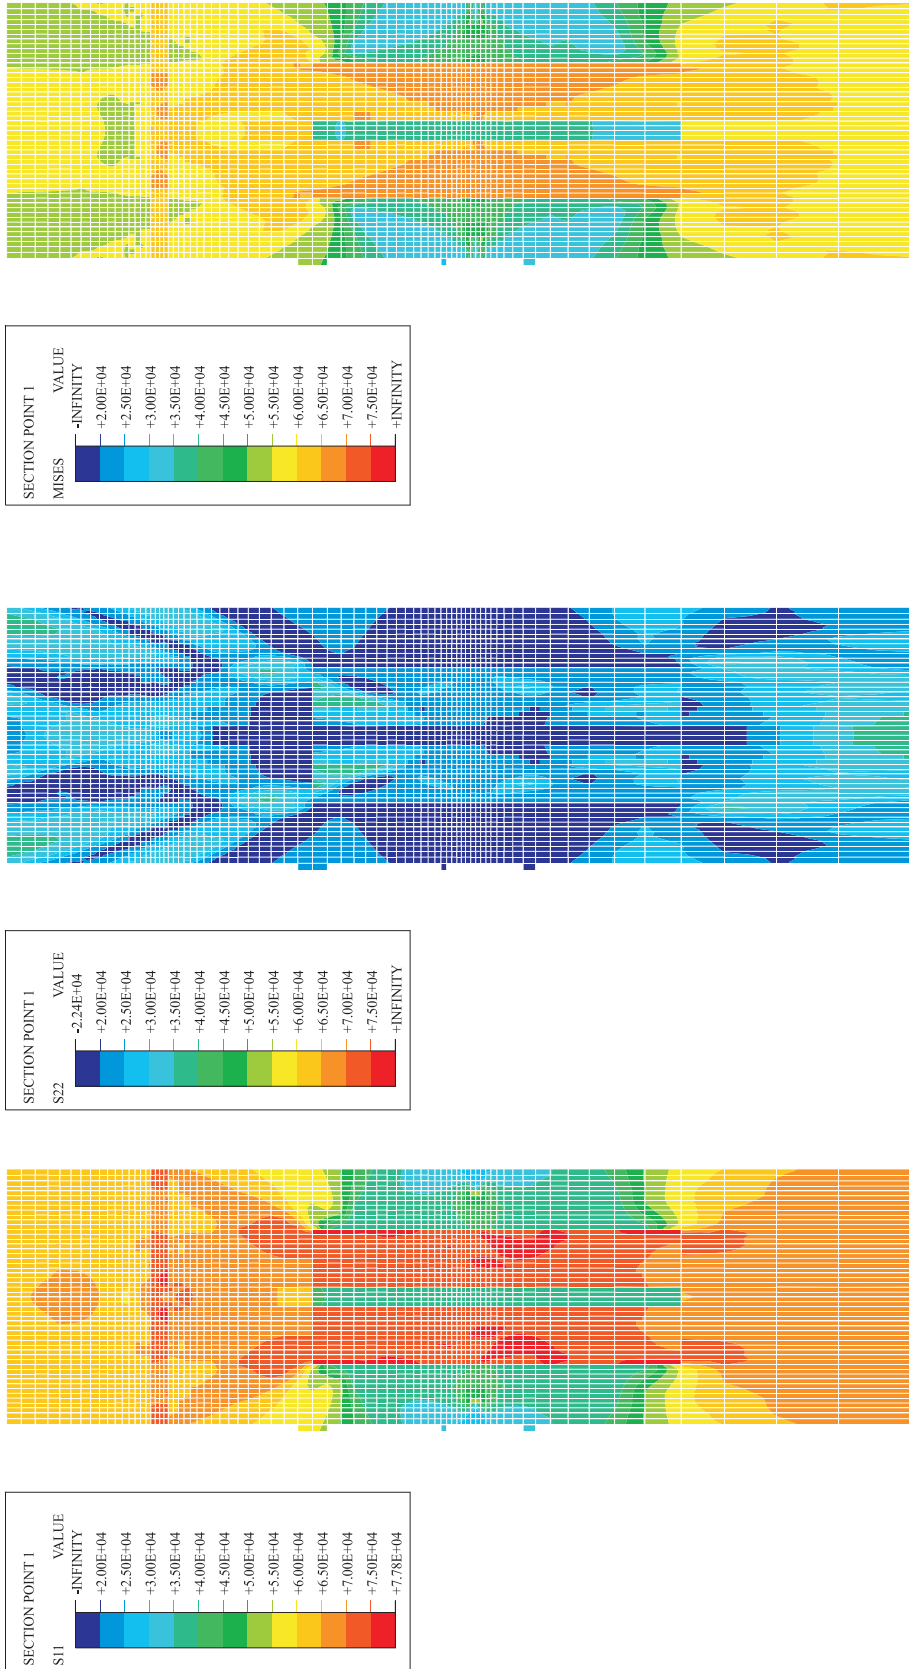 SECTION POINT 1
MISES VALUE
-INFINITY
+2.00E+04
+2.50E+04
+3.00E+04
+3.50E+04
+4.00E+04
+4.50E+04
+5.00E+04
+5.50E+04
+6.00E+04
+6.50E+04
+7.00E+04
+7.50E+04
+INFINITY
SECTION POINT 1
S22 VALUE
-2.24E+04
+2.00E+04
+2.50E+04
+3.00E+04
+3.50E+04
+4.00E+04
+4.50E+04
+5.00E+04
+5.50E+04
+6.00E+04
+6.50E+04
+7.00E+04
+7.50E+04
+INFINITY
SECTION POINT 1
S11 VALUE
-INFINITY
+2.00E+04
+2.50E+04
+3.00E+04
+3.50E+04
+4.00E+04
+4.50E+04
+5.00E+04
+5.50E+04
+6.00E+04
+6.50E+04
+7.00E+04
+7.50E+04
+7.78E+04